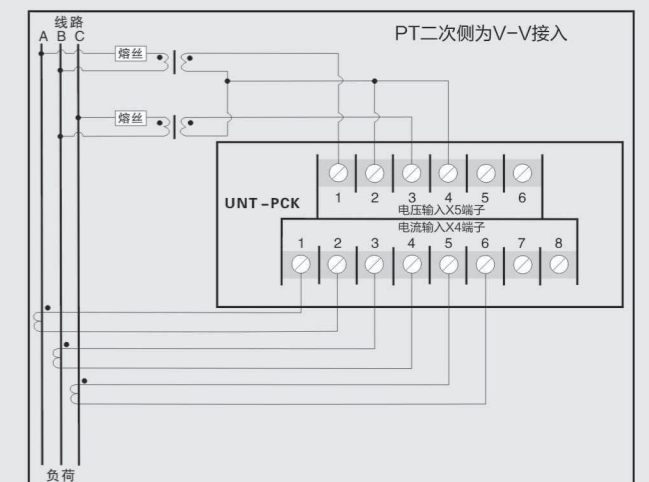 线路
A B C
PT二次侧为V-V接入
熔丝
熔丝
UNT-PCK
1 2 3 4 5 6
电压输入X5端子
电流输入X4端子
1 2 3 4 5 6 7 8
负荷